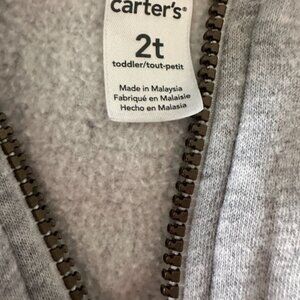 carter's®
2t
toddler/tout-petit
Made in Malaysia
Fabriqué en Malaisie
Hecho en Malasia